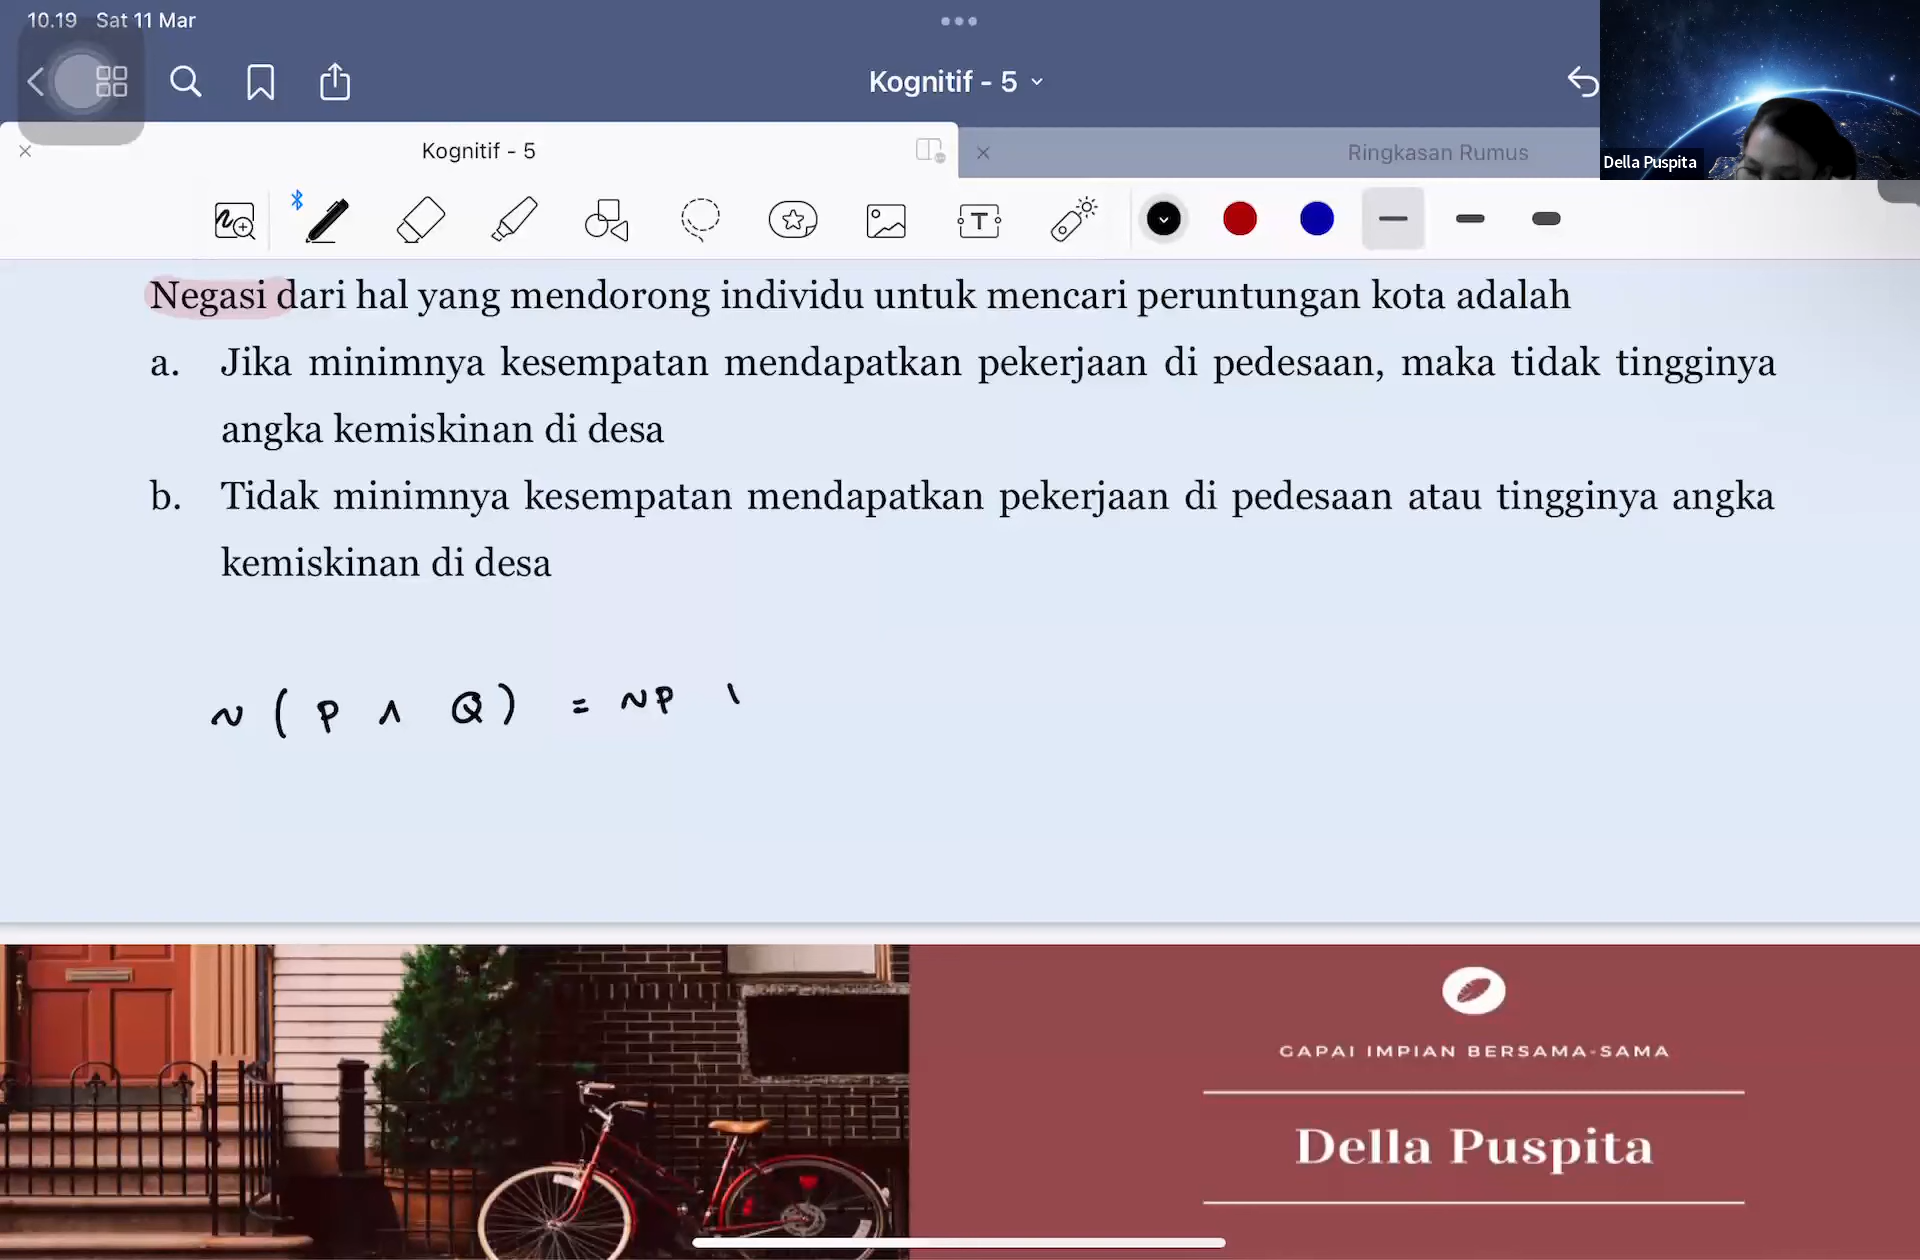 10.19 Sat 11 Mar
Kognitif - 5
Kognitif - 5
Ringkasan Rumus
Della Puspita
T
Negasi dari hal yang mendorong individu untuk mencari peruntungan kota adalah
a. Jika minimnya kesempatan mendapatkan pekerjaan di pedesaan, maka tidak tingginya
angka kemiskinan di desa
b. Tidak minimnya kesempatan mendapatkan pekerjaan di pedesaan atau tingginya angka
kemiskinan di desa
~ ( P ∧ Q ) = ~P \
GAPAI IMPIAN BERSAMA-SAMA
Della Puspita